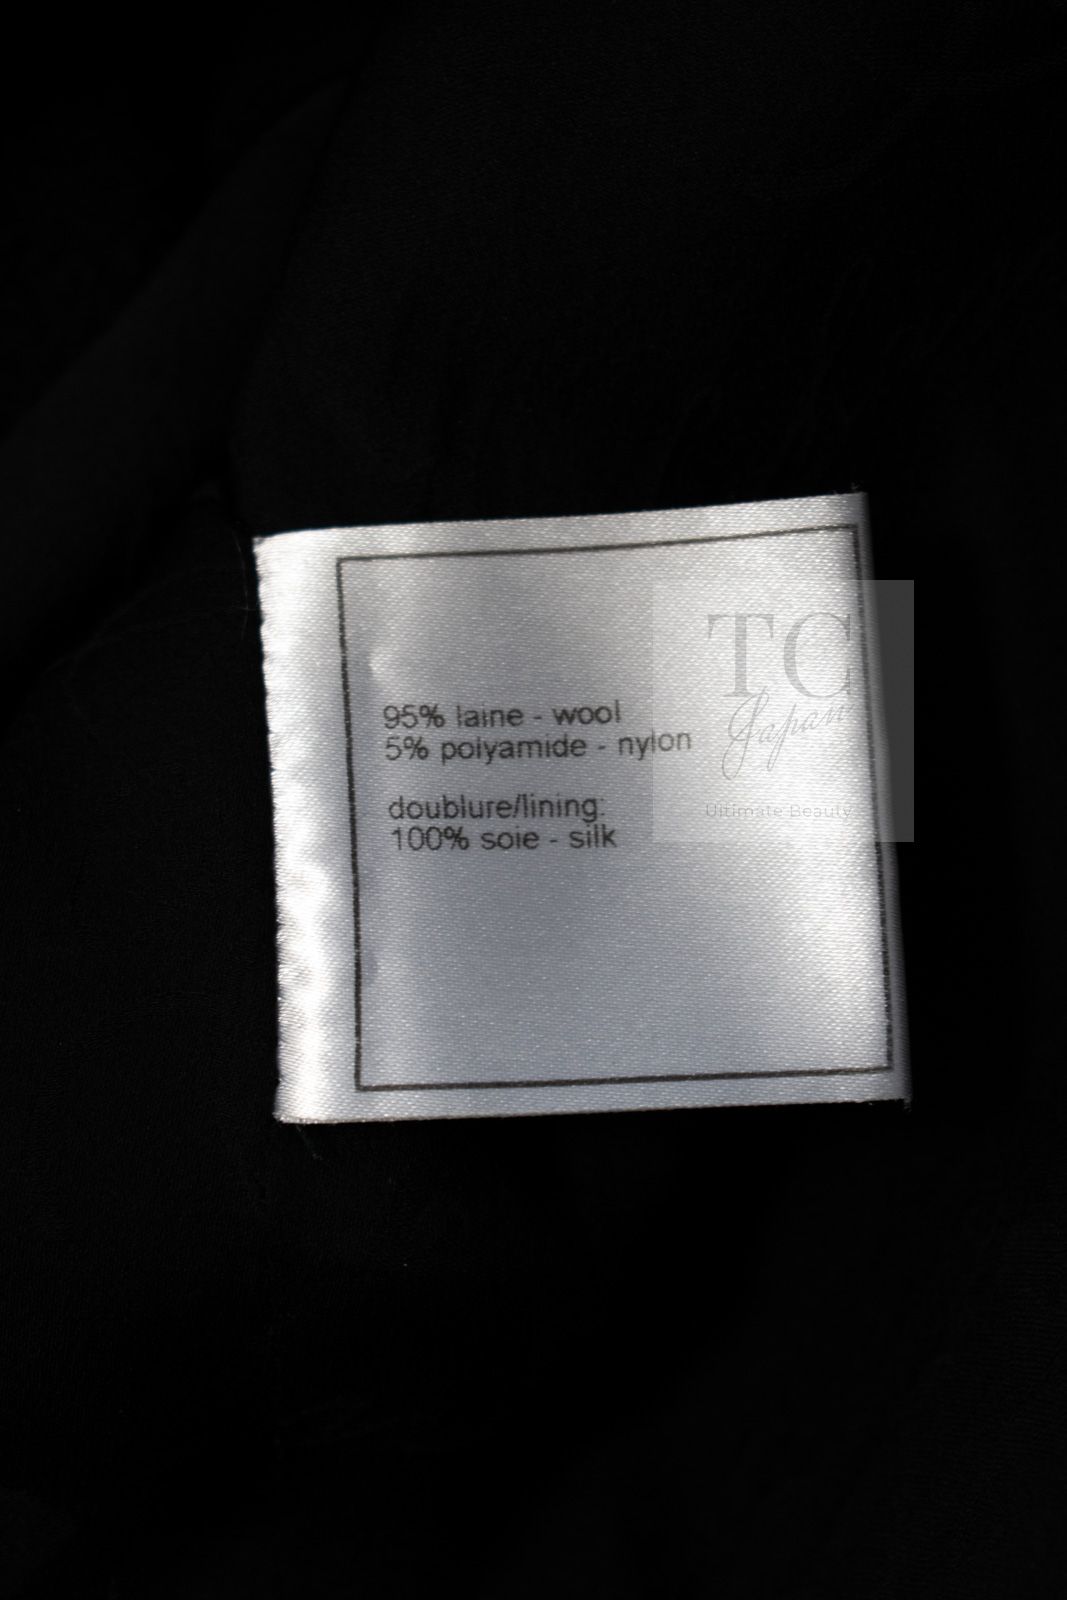 95% laine - wool
5% polyamide - nylon
doublure/lining:
100% soie - silk
TC
Japan
Ultimate Beauty